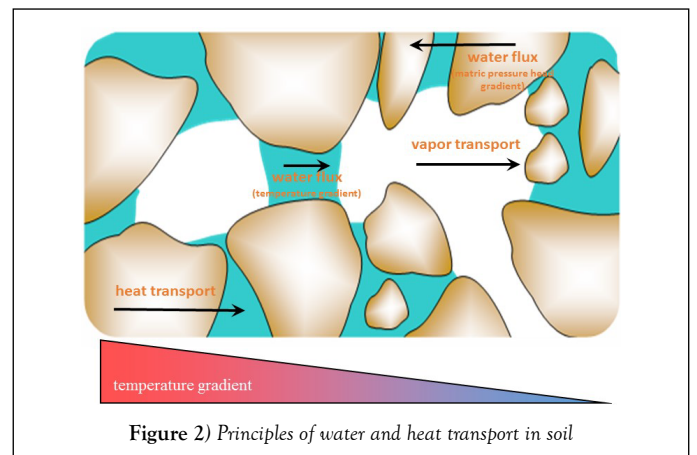 water flux
(matric pressure head
gradient)
vapor transport
water flux
(temperature gradient)
heat transport
temperature gradient
Figure 2) Principles of water and heat transport in soil